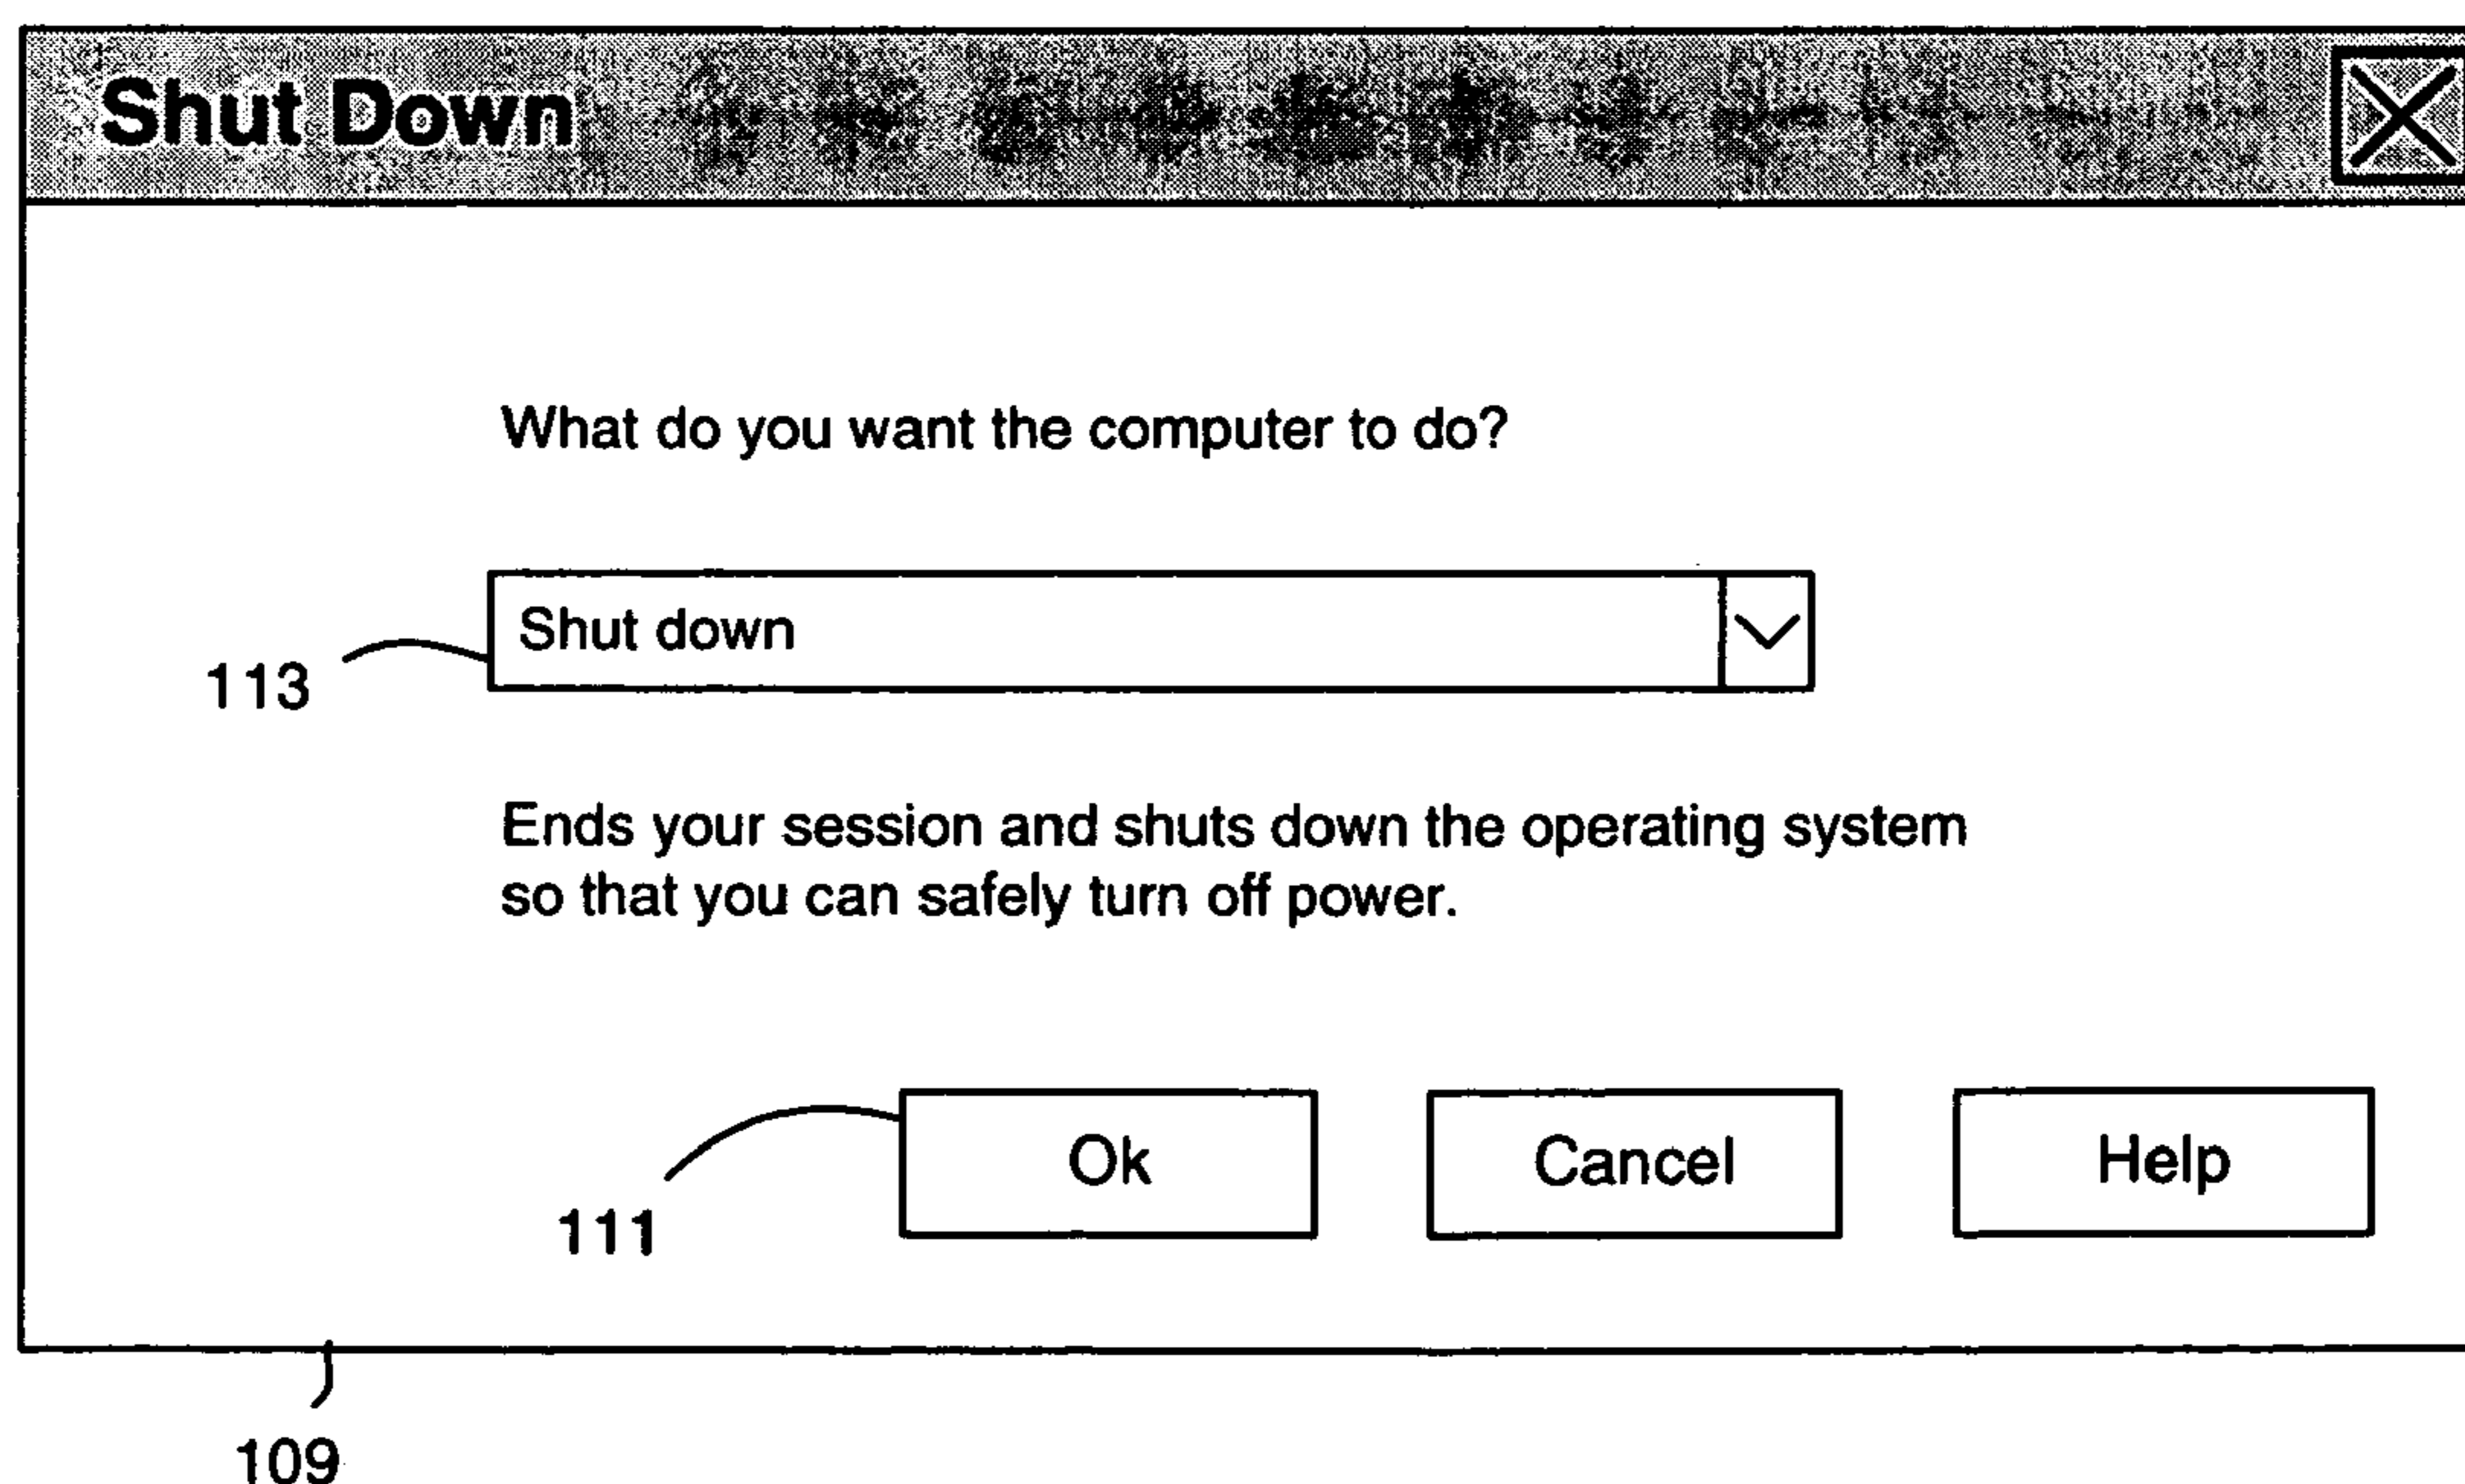 Shut Down
What do you want the computer to do?
Shut down
113
Ends your session and shuts down the operating system
so that you can safely turn off power.
Ok Cancel Help
111
109